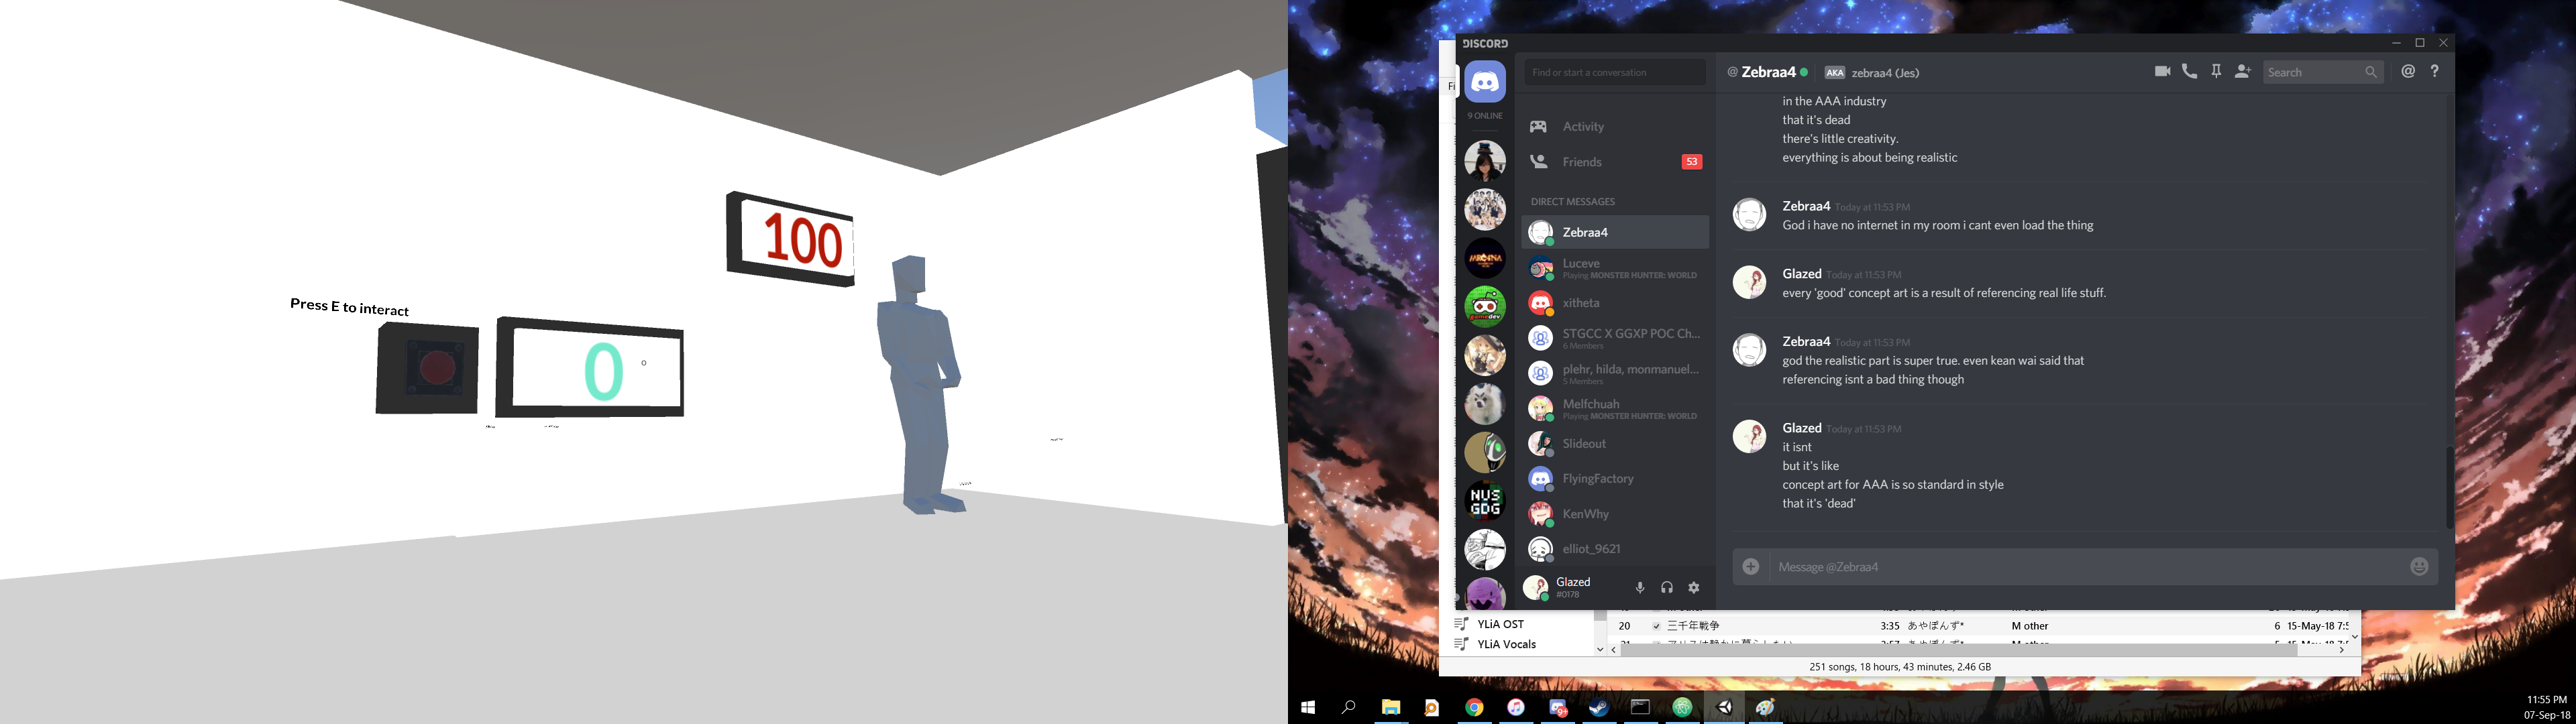 100
Press E to interact
0
DISCORD
Find or start a conversation
@ Zebraa4
AKA zebraa4 (Jes)
Search
@ ?
Fi
9 ONLINE
Activity
Friends
53
DIRECT MESSAGES
Zebraa4
Luceve
Playing MONSTER HUNTER: WORLD
xitheta
STGCC X GGXP POC Ch...
6 Members
plehr, hilda, monmanuel...
5 Members
Melfchuah
Playing MONSTER HUNTER: WORLD
Slideout
FlyingFactory
KenWhy
elliot_9621
gamedev
NUS
GDG
Glazed
#0178
in the AAA industry
that it's dead
there's little creativity.
everything is about being realistic
Zebraa4 Today at 11:53 PM
God i have no internet in my room i cant even load the thing
Glazed Today at 11:53 PM
every 'good' concept art is a result of referencing real life stuff.
Zebraa4 Today at 11:53 PM
god the realistic part is super true. even kean wai said that
referencing isnt a bad thing though
Glazed Today at 11:53 PM
it isnt
but it's like
concept art for AAA is so standard in style
that it's 'dead'
Message @Zebraa4
YLiA OST
YLiA Vocals
20 三千年戦争 3:35 あやぽんず* M other 6 15-May-18 7:5
251 songs, 18 hours, 43 minutes, 2.46 GB
9+
11:55 PM
07-Sep-18